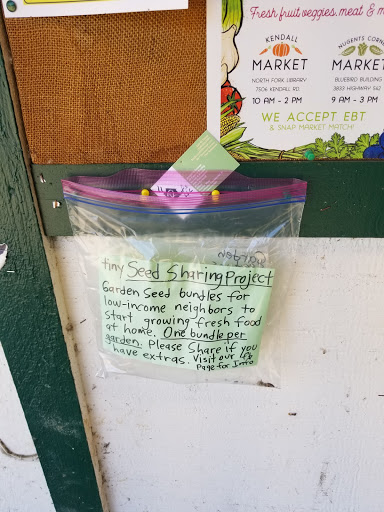 Fresh fruit, veggies, meat & m
KENDALL
MARKET
NORTH FORK LIBRARY
7506 KENDALL RD
10 AM - 2 PM
NUGENTS CORNE
MARK
BLUEBIRD BUILDING
3833 HIGHWAY 542
9 AM - 3 PM
WE ACCEPT EBT
& SNAP MARKET MATCH!
tiny Seed Sharing Project
Garden Seed bundles for
low-income neighbors to
start growing fresh food
at home. One bundle per
garden. Please Share if you
have extras. Visit our
Page for Info